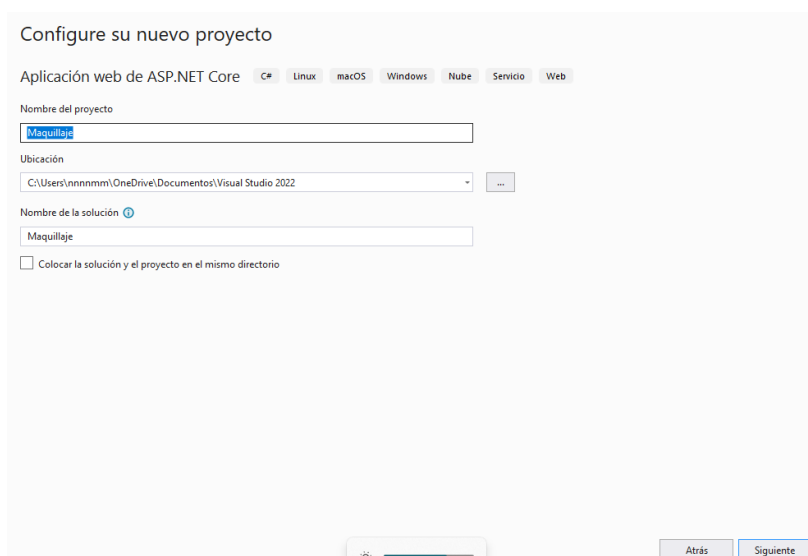 Configure su nuevo proyecto
Aplicación web de ASP.NET Core C# Linux macOS Windows Nube Servicio Web
Nombre del proyecto
Maquillaje
Ubicación
C:\Users\nnnnmm\OneDrive\Documentos\Visual Studio 2022
...
Nombre de la solución
Maquillaje
Colocar la solución y el proyecto en el mismo directorio
Atrás Siguiente